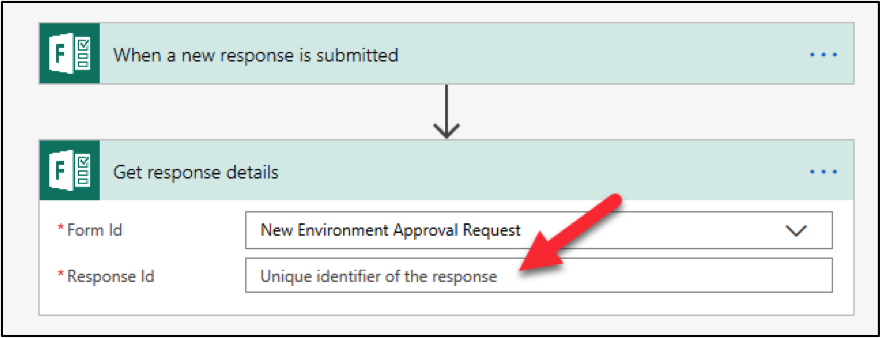 F
When a new response is submitted
...
F
Get response details
...
* Form Id
New Environment Approval Request
* Response Id
Unique identifier of the response